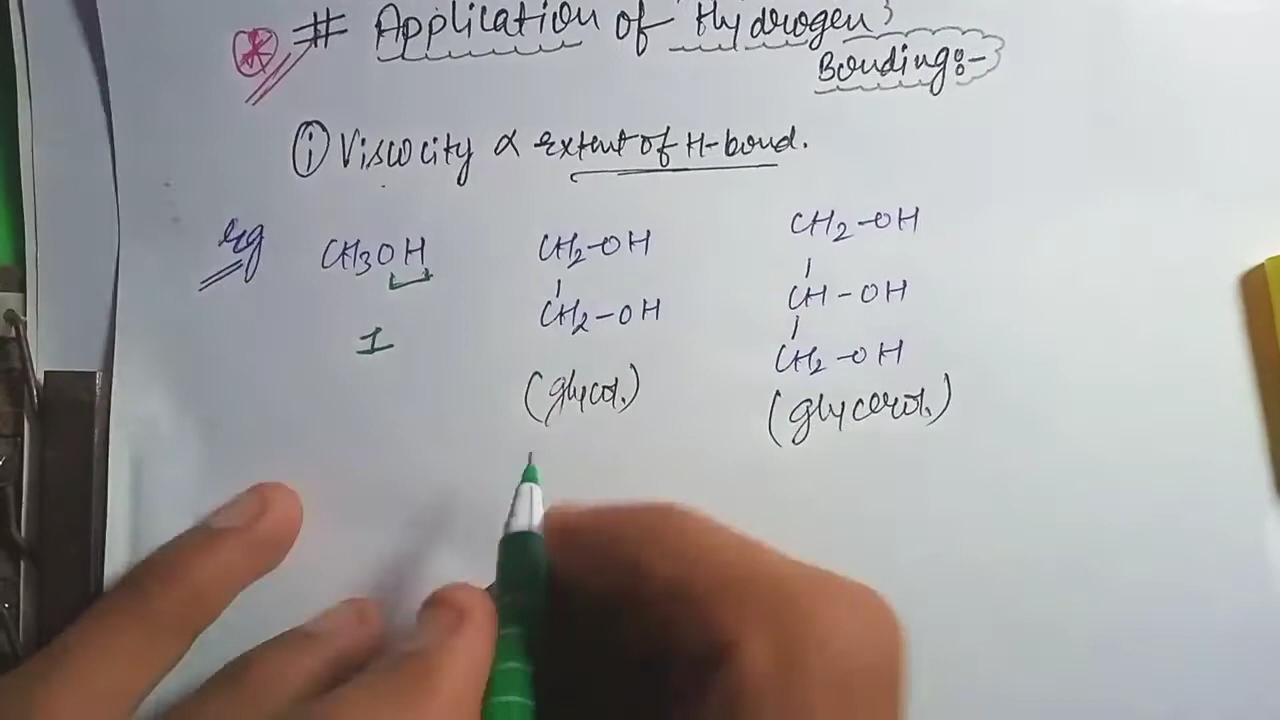 # Application of Hydrogen
Bonding:-
(i) Viscocity ∝ extent of H-bond.
eg CH3OH CH2-OH CH2-OH
CH2-OH CH-OH
1 CH2-OH
(glycol.) (glycerol.)